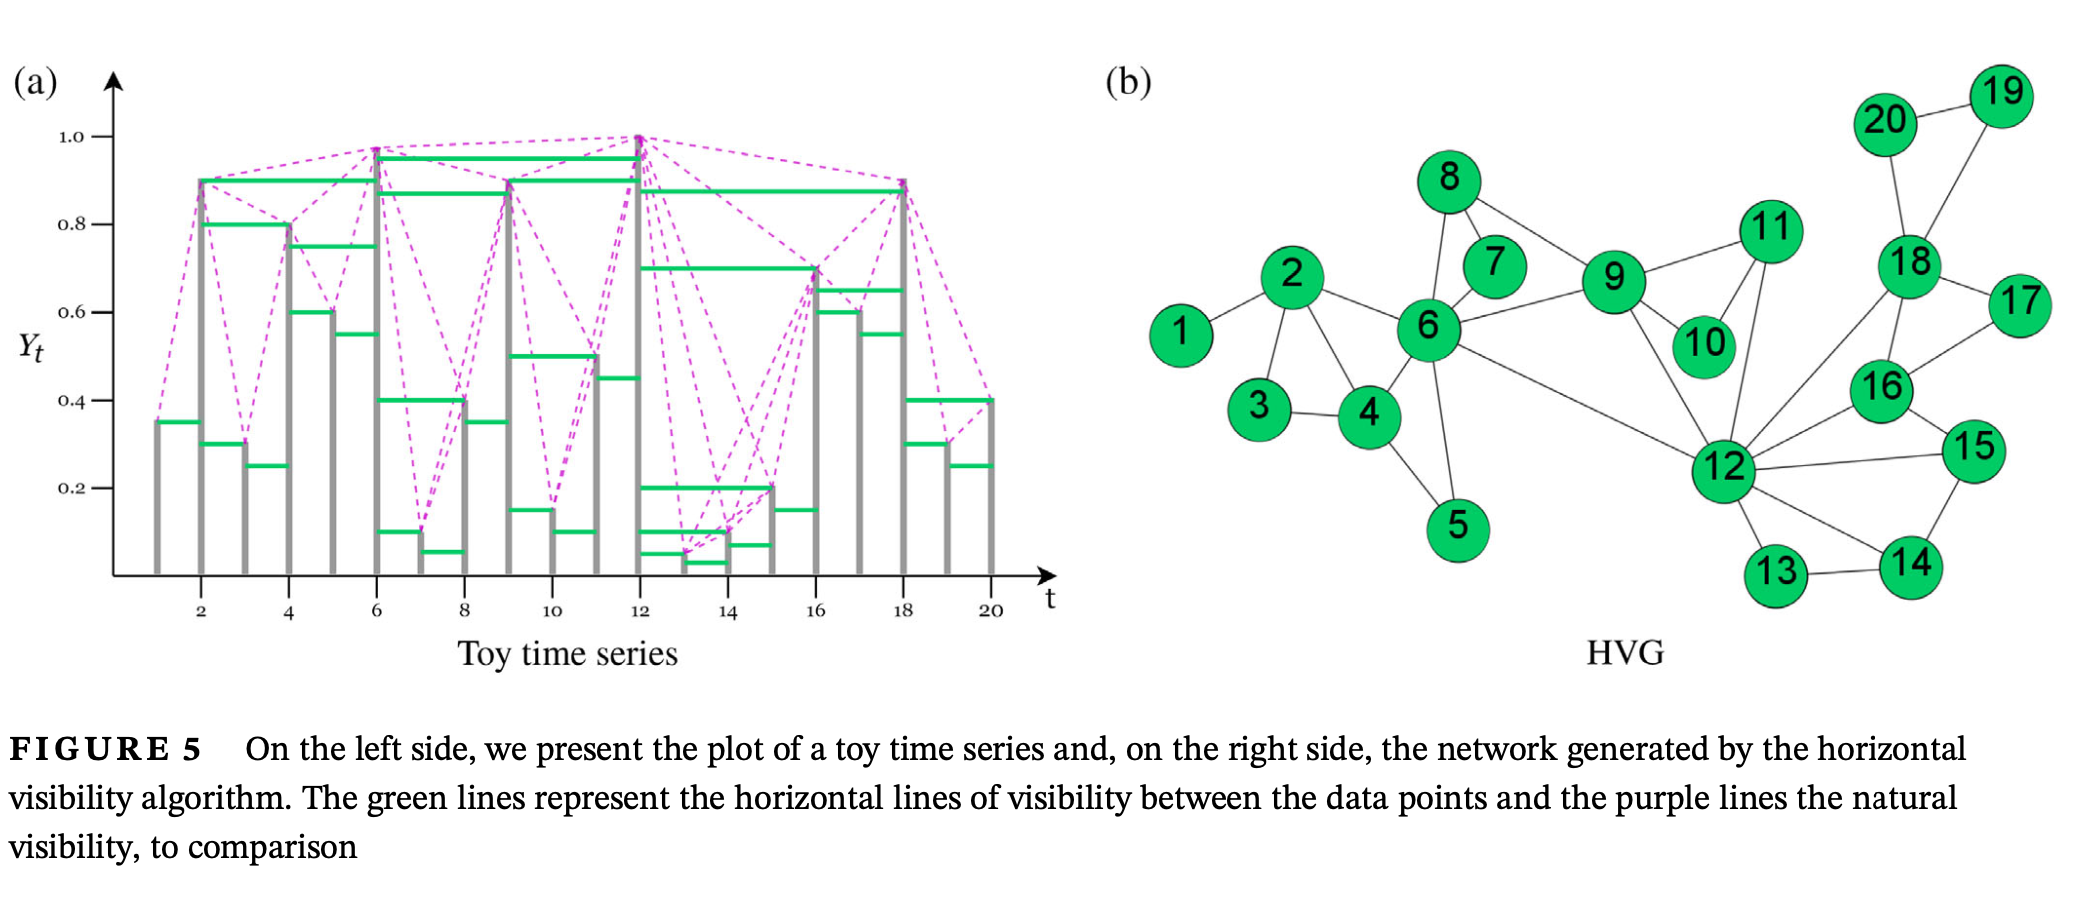 (a)
1.0
0.8
0.6
0.4
0.2
Yt
2 4 6 8 10 12 14 16 18 20
t
Toy time series
(b)
19
20
8
11
7
2
9
18
17
1
6
10
16
3
4
15
12
5
13
14
HVG
FIGURE 5 On the left side, we present the plot of a toy time series and, on the right side, the network generated by the horizontal
visibility algorithm. The green lines represent the horizontal lines of visibility between the data points and the purple lines the natural
visibility, to comparison